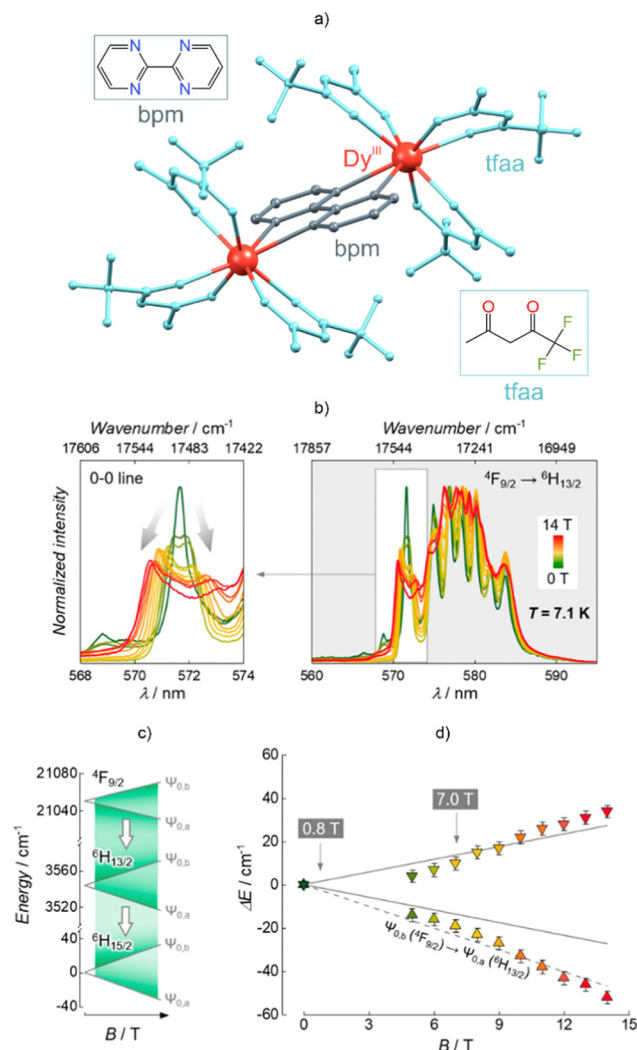 a)
N N
N N
bpm
Dy^III
tfaa
bpm
O O
F
F
F
tfaa
b)
Wavenumber / cm⁻¹
17606 17544 17483 17422
0-0 line
Normalized intensity
568 570 572 574
λ / nm
Wavenumber / cm⁻¹
17857 17544 17241 16949
⁴F₉/₂ → ⁶H₁₃/₂
14 T
0 T
T = 7.1 K
560 570 580 590
λ / nm
c)
21080
⁴F₉/₂
Ψ₀,b
21040
Ψ₀,a
⁶H₁₃/₂
Ψ₀,b
3560
3520
Ψ₀,a
⁶H₁₅/₂
40
Ψ₀,b
0
-40
Ψ₀,a
Energy / cm⁻¹
B / T
d)
60
40
20
0
-20
-40
-60
ΔE / cm⁻¹
0.8 T
7.0 T
Ψ₀,b (⁴F₉/₂) → Ψ₀,a (⁶H₁₃/₂)
0 3 6 9 12 15
B / T